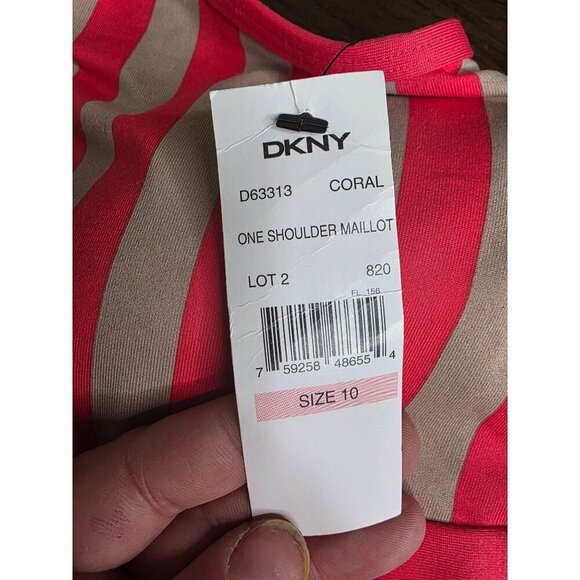 DKNY
D63313 CORAL
ONE SHOULDER MAILLOT
LOT 2 820
FL 156
7 59258 48655 4
SIZE 10